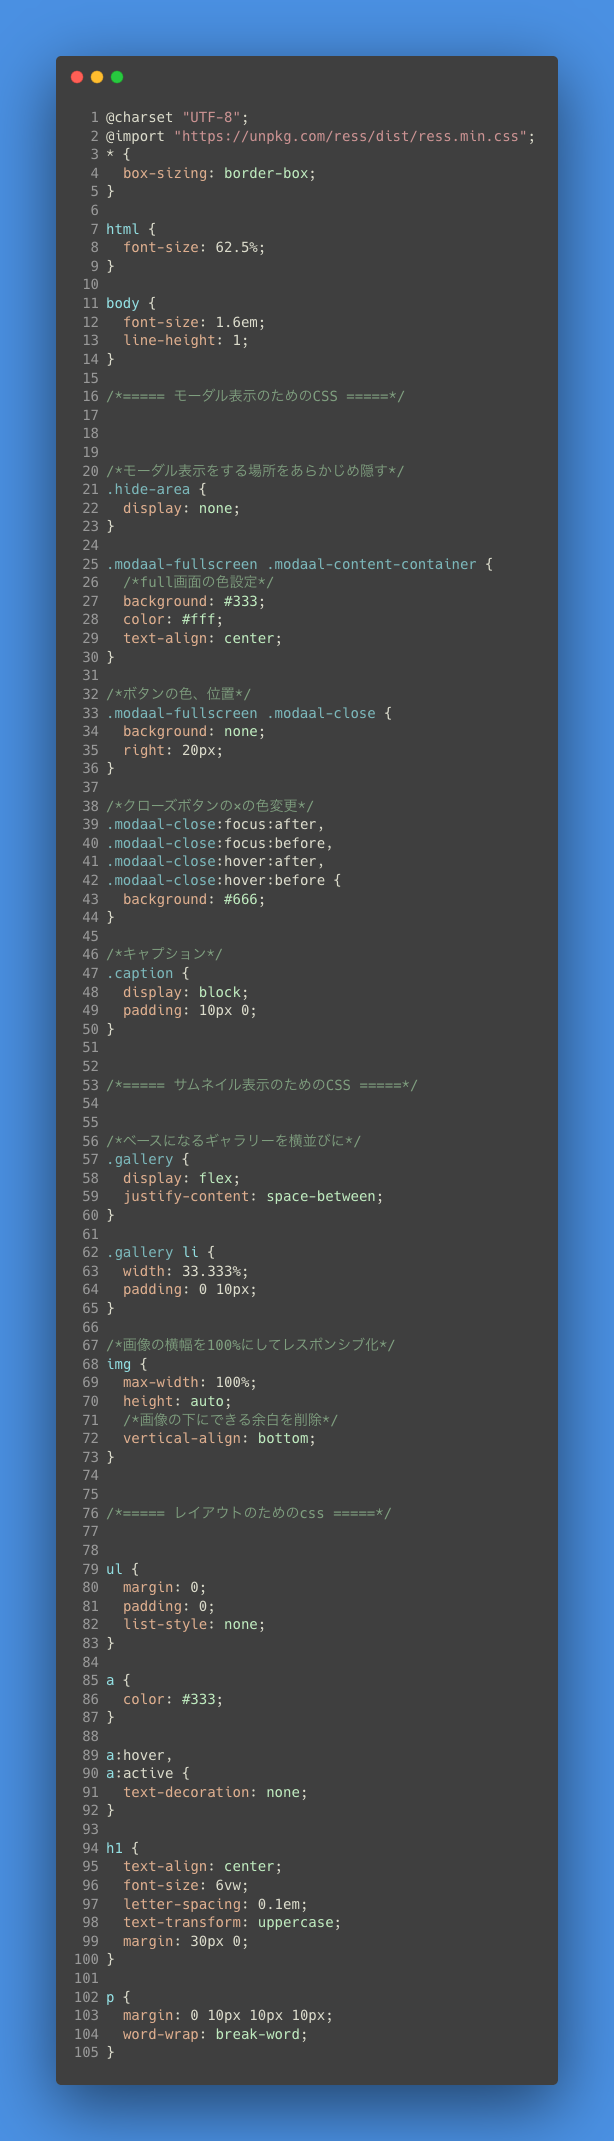 1 @charset "UTF-8";
2 @import "https://unpkg.com/ress/dist/ress.min.css";
3 * {
4   box-sizing: border-box;
5 }
6
7 html {
8   font-size: 62.5%;
9 }
10
11 body {
12   font-size: 1.6em;
13   line-height: 1;
14 }
15
16 /*===== モーダル表示のためのCSS =====*/
17
18
19
20 /*モーダル表示をする場所をあらかじめ隠す*/
21 .hide-area {
22   display: none;
23 }
24
25 .modaal-fullscreen .modaal-content-container {
26   /*full画面の色設定*/
27   background: #333;
28   color: #fff;
29   text-align: center;
30 }
31
32 /*ボタンの色、位置*/
33 .modaal-fullscreen .modaal-close {
34   background: none;
35   right: 20px;
36 }
37
38 /*クローズボタンの×の色変更*/
39 .modaal-close:focus:after,
40 .modaal-close:focus:before,
41 .modaal-close:hover:after,
42 .modaal-close:hover:before {
43   background: #666;
44 }
45
46 /*キャプション*/
47 .caption {
48   display: block;
49   padding: 10px 0;
50 }
51
52
53 /*===== サムネイル表示のためのCSS =====*/
54
55
56 /*ベースになるギャラリーを横並びに*/
57 .gallery {
58   display: flex;
59   justify-content: space-between;
60 }
61
62 .gallery li {
63   width: 33.333%;
64   padding: 0 10px;
65 }
66
67 /*画像の横幅を100%にしてレスポンシブ化*/
68 img {
69   max-width: 100%;
70   height: auto;
71   /*画像の下にできる余白を削除*/
72   vertical-align: bottom;
73 }
74
75
76 /*===== レイアウトのためのcss =====*/
77
78
79 ul {
80   margin: 0;
81   padding: 0;
82   list-style: none;
83 }
84
85 a {
86   color: #333;
87 }
88
89 a:hover,
90 a:active {
91   text-decoration: none;
92 }
93
94 h1 {
95   text-align: center;
96   font-size: 6vw;
97   letter-spacing: 0.1em;
98   text-transform: uppercase;
99   margin: 30px 0;
100 }
101
102 p {
103   margin: 0 10px 10px 10px;
104   word-wrap: break-word;
105 }